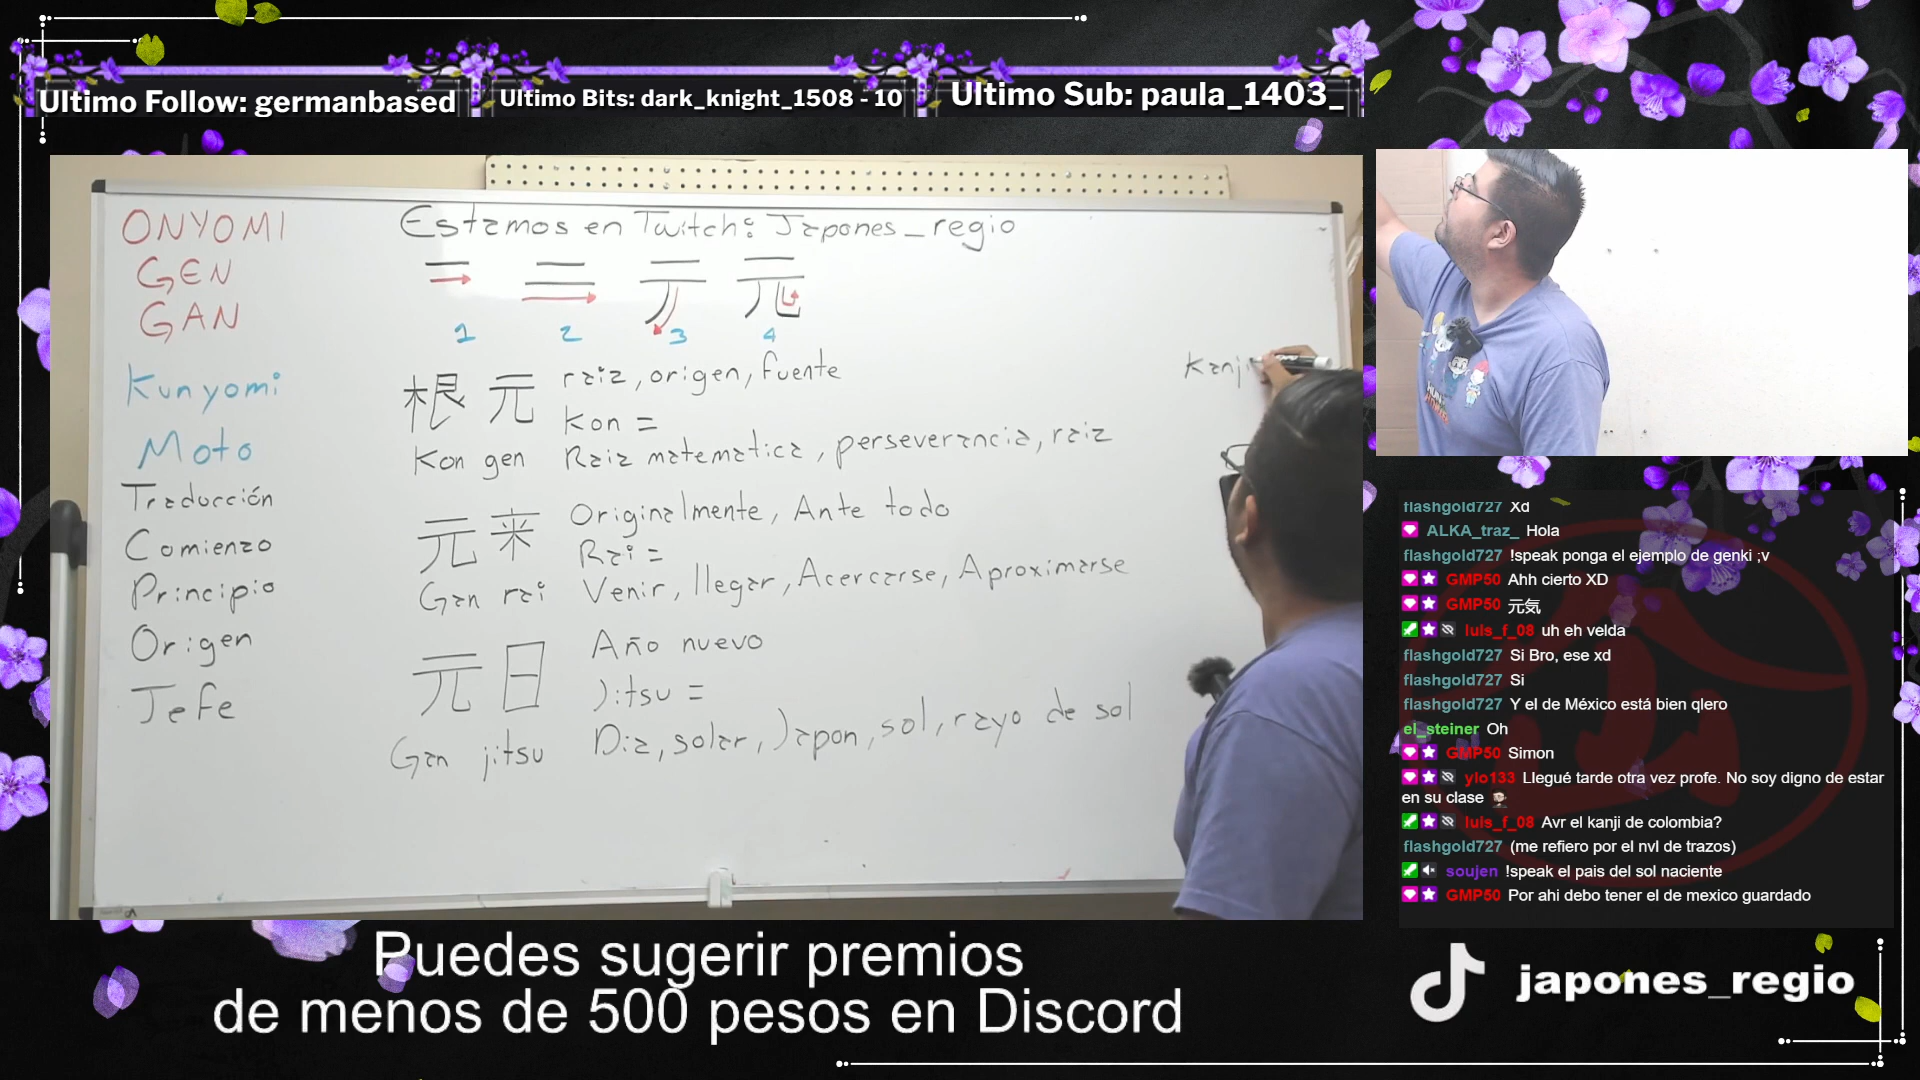 Ultimo Follow: germanbased
Ultimo Bits: dark_knight_1508 - 10
Ultimo Sub: paula_1403_
ONYOMI
GEN
GAN
Kunyomi
Moto
Traducción
Comienzo
Principio
Origen
Jefe
Estamos en Twitch: Japones_regio
1 2 3 4
根元 raiz, origen, fuente
Kon =
Kon gen Raiz matematica, perseverancia, raiz
元来 Originalmente, Ante todo
Rai =
Gan rai Venir, llegar, Acercarse, Aproximarse
元日 Año nuevo
Jitsu =
Gan jitsu Dia, solar, Japon, sol, rayo de sol
Kanji
flashgold727 Xd
ALKA_traz_ Hola
flashgold727 !speak ponga el ejemplo de genki ;v
GMP50 Ahh cierto XD
GMP50 元気
luis_f_08 uh eh velda
flashgold727 Si Bro, ese xd
flashgold727 Si
flashgold727 Y el de México está bien qlero
el_steiner Oh
GMP50 Simon
ylo133 Llegué tarde otra vez profe. No soy digno de estar
en su clase
luis_f_08 Avr el kanji de colombia?
flashgold727 (me refiero por el nvl de trazos)
soujen !speak el pais del sol naciente
GMP50 Por ahi debo tener el de mexico guardado
Puedes sugerir premios
de menos de 500 pesos en Discord
japones_regio